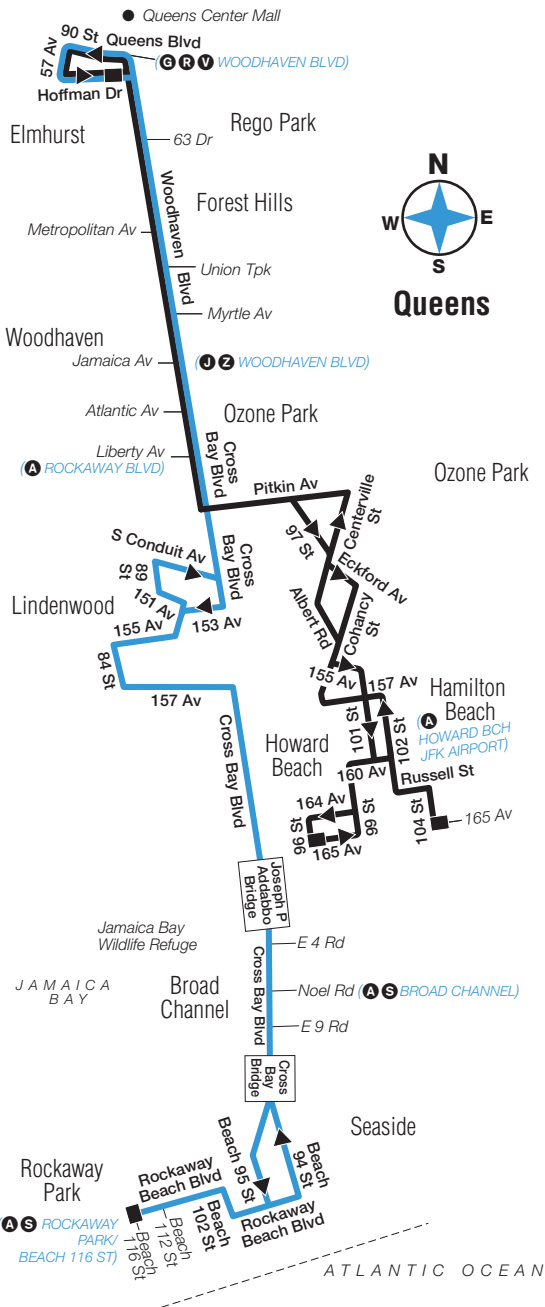 Queens Center Mall
90 St
Queens Blvd
57 Av
G R V WOODHAVEN BLVD)
Hoffman Dr
Elmhurst
Rego Park
63 Dr
Woodhaven Blvd
Forest Hills
N
W E
S
Queens
Metropolitan Av
Union Tpk
Myrtle Av
Woodhaven
Jamaica Av
(J Z WOODHAVEN BLVD)
Atlantic Av
Ozone Park
Liberty Av
(A ROCKAWAY BLVD)
Cross
Bay Blvd
Ozone Park
Pitkin Av
Centerville
St
97 St
Eckford Av
S Conduit Av
Cross
Bay Blvd
89
St
151 Av
Albert Rd
Cohancy
St
Lindenwood
155 Av
153 Av
84 St
157 Av
155 Av
157 Av
Hamilton
Beach
(A
HOWARD BCH
JFK AIRPORT)
101 St
102 St
Cross Bay Blvd
Howard
Beach
160 Av
Russell St
164 Av
99 St
96 St
165 Av
104 St
165 Av
Joseph P
Addabbo
Bridge
Jamaica Bay
Wildlife Refuge
E 4 Rd
JAMAICA
BAY
Broad
Channel
Cross Bay Blvd
Noel Rd (A S BROAD CHANNEL)
E 9 Rd
Cross
Bay
Bridge
Seaside
Beach 95 St
Beach
94 St
Rockaway
Park
Rockaway
Beach Blvd
Beach
102 St
Rockaway
Beach Blvd
A S ROCKAWAY
PARK/
BEACH 116 ST)
Beach
116 St
Beach
112 St
ATLANTIC OCEAN